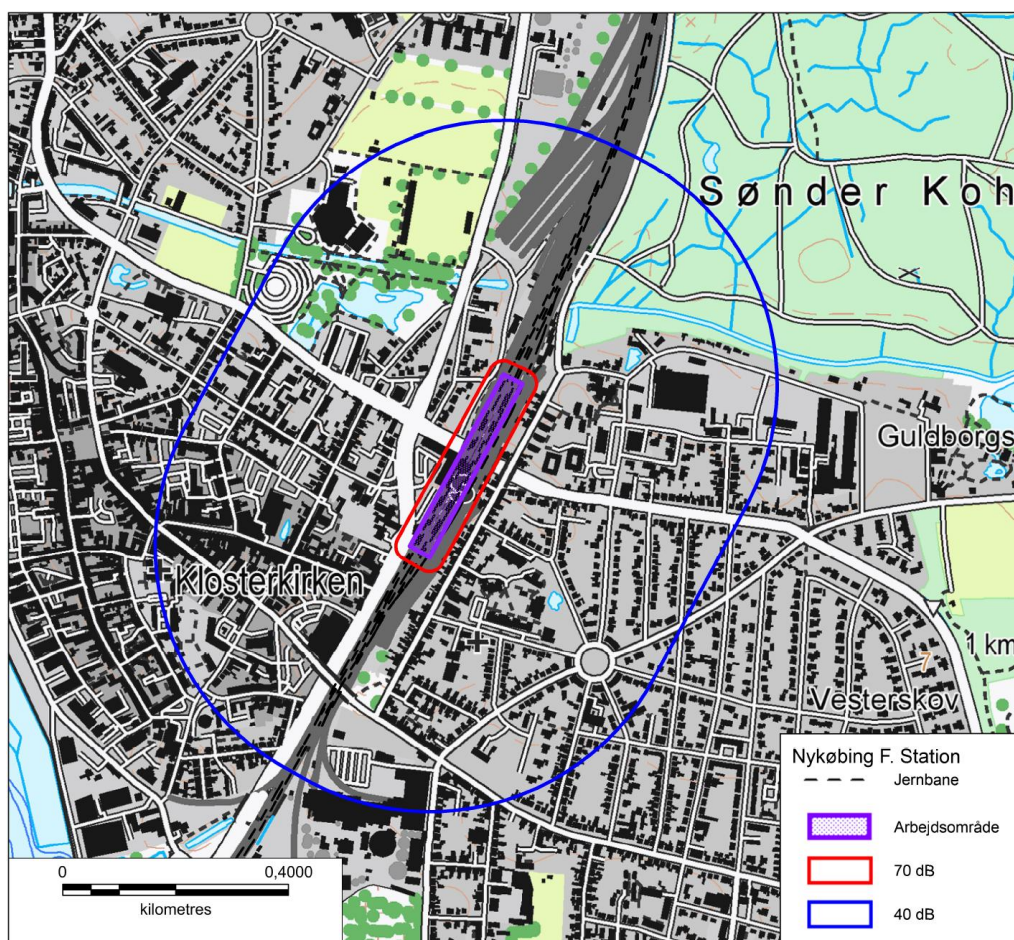 Sønder Koh
Guldborgs
Klosterkirken
1 km
7
Vesterskov
Nykøbing F. Station
Jernbane
Arbejdsområde
70 dB
40 dB
0 0,4000
kilometres